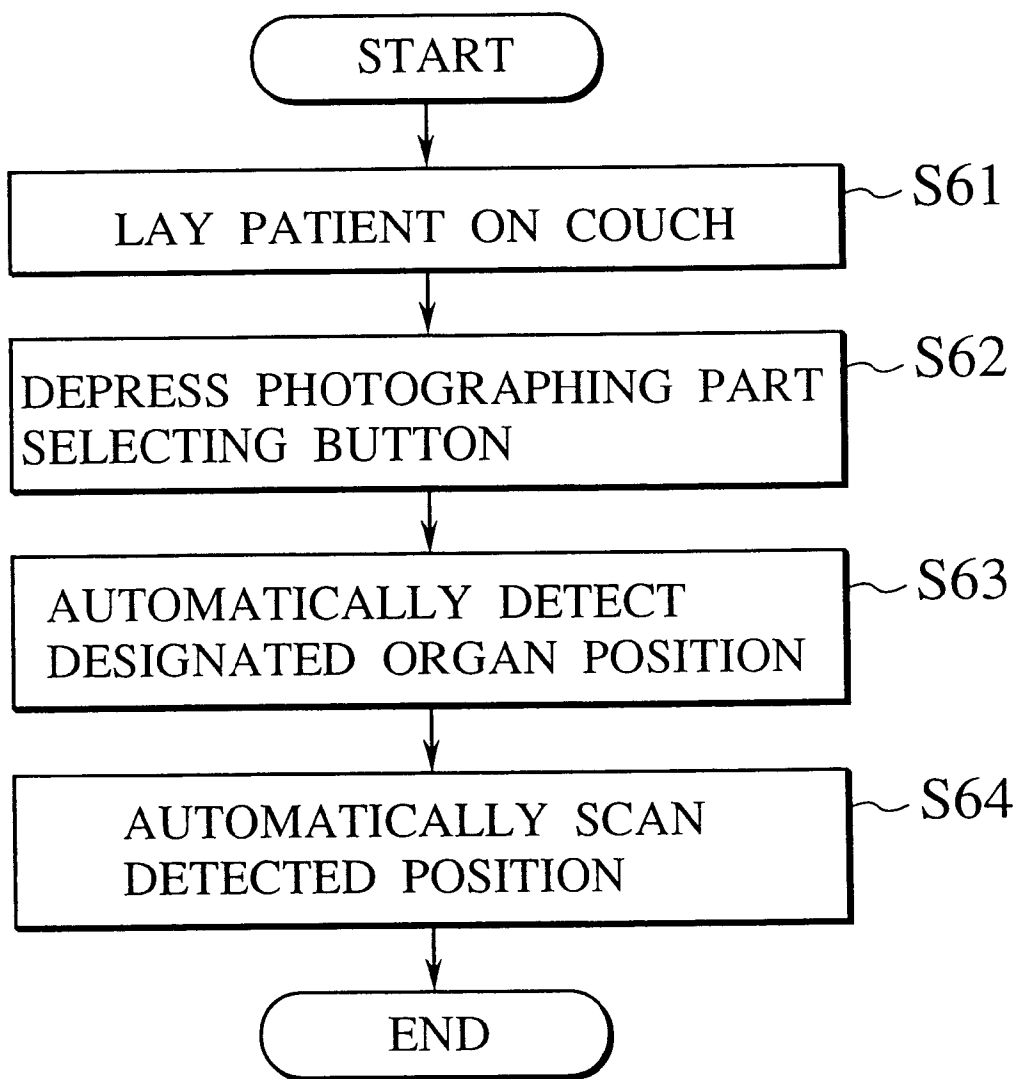 START
LAY PATIENT ON COUCH
S61
DEPRESS PHOTOGRAPHING PART
SELECTING BUTTON
S62
AUTOMATICALLY DETECT
DESIGNATED ORGAN POSITION
S63
AUTOMATICALLY SCAN
DETECTED POSITION
S64
END